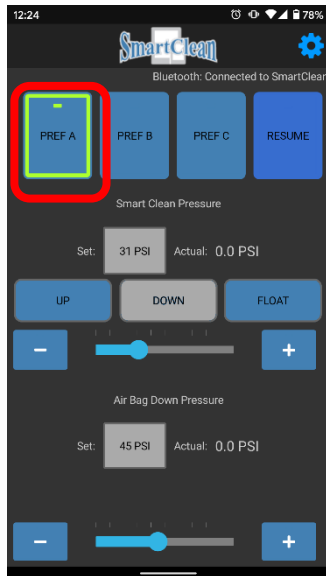 12:24 78%
SmartClean
Bluetooth: Connected to SmartClean
PREF A PREF B PREF C RESUME
Smart Clean Pressure
Set: 31 PSI Actual: 0.0 PSI
UP DOWN FLOAT
− +
Air Bag Down Pressure
Set: 45 PSI Actual: 0.0 PSI
− +